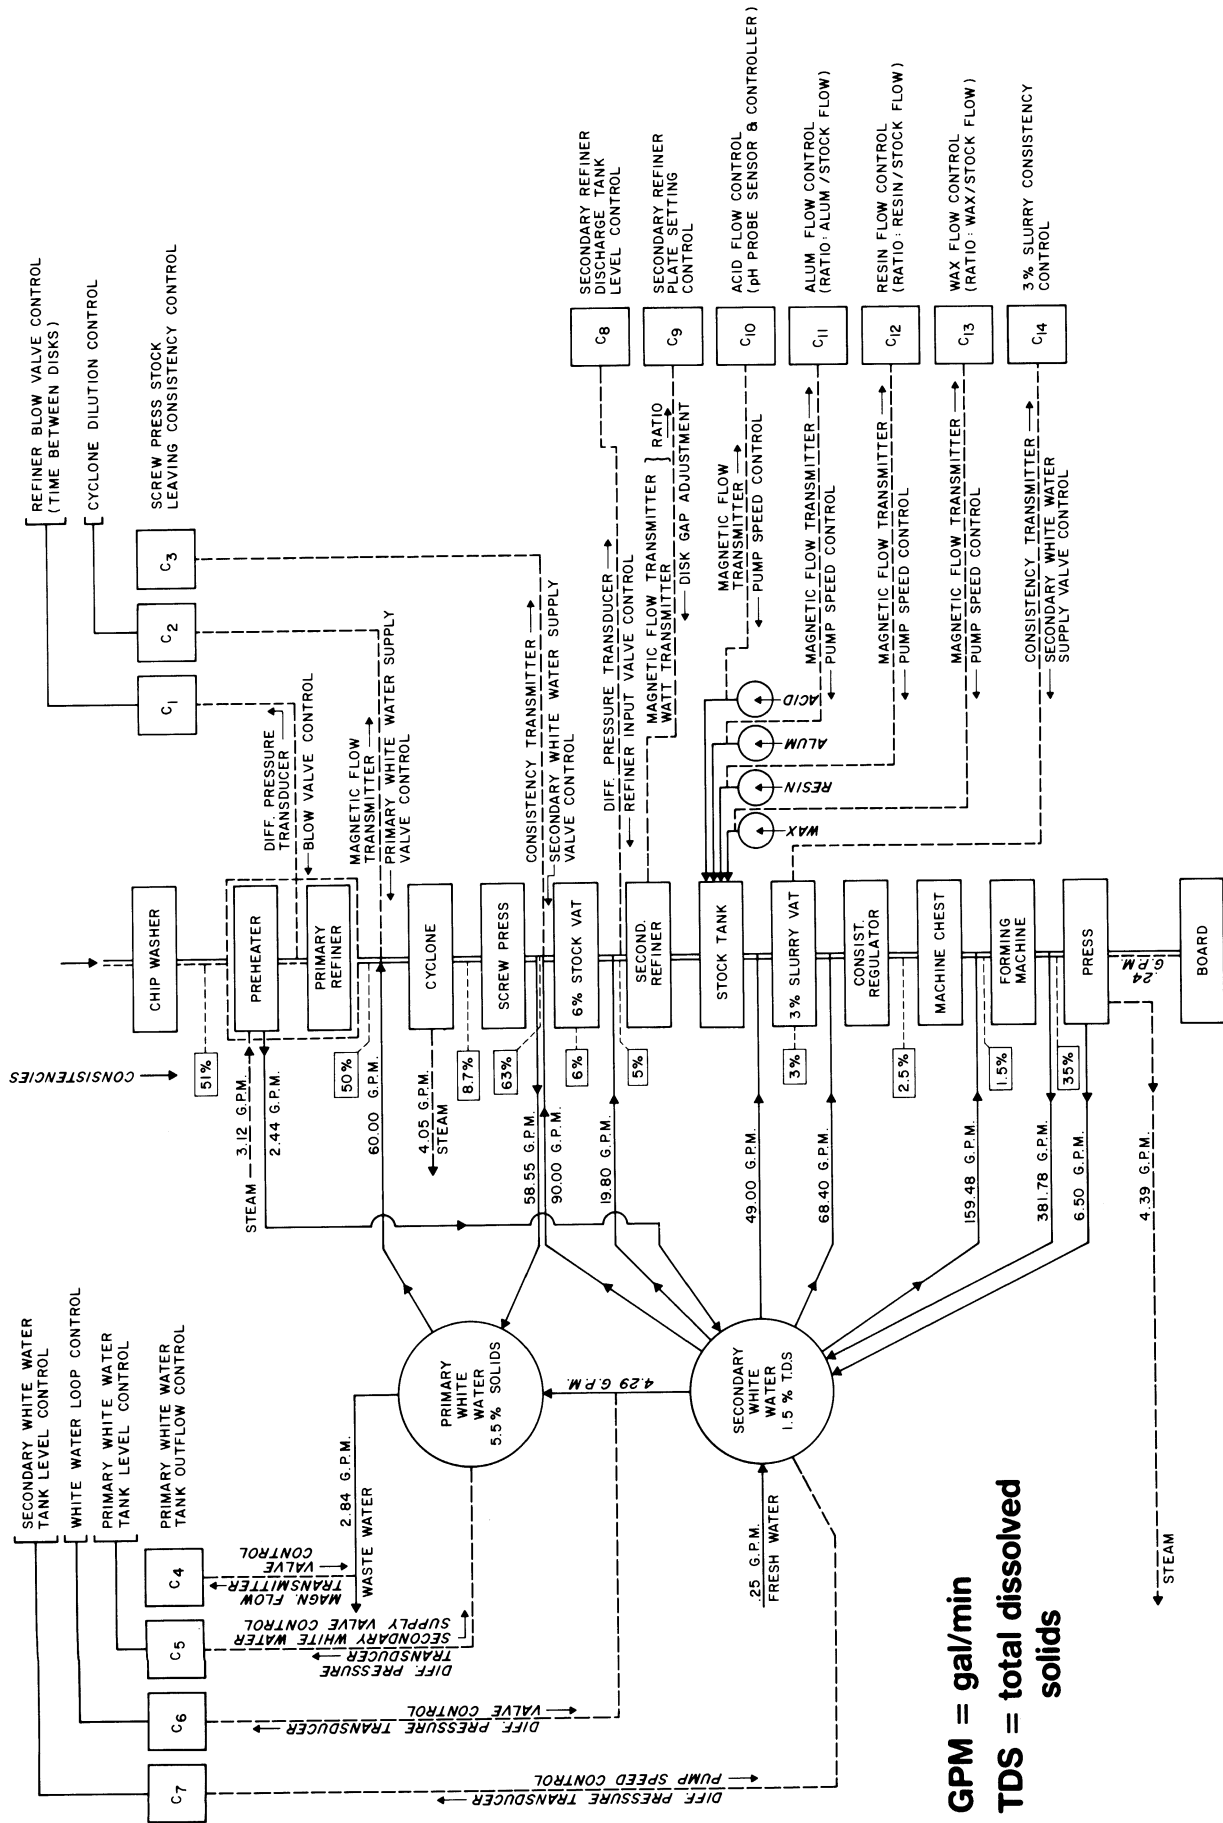 SECONDARY WHITE WATER
TANK LEVEL CONTROL
WHITE WATER LOOP CONTROL
PRIMARY WHITE WATER
TANK LEVEL CONTROL
PRIMARY WHITE WATER
TANK OUTFLOW CONTROL
C4
C5
C6
C7
MAGN. FLOW
TRANSMITTER
VALVE
CONTROL
DIFF. PRESSURE
TRANSDUCER
SECONDARY WHITE WATER
SUPPLY VALVE CONTROL
DIFF. PRESSURE TRANSDUCER
VALVE CONTROL
DIFF. PRESSURE TRANSDUCER
PUMP SPEED CONTROL
2.84 G.P.M.
WASTE WATER
PRIMARY
WHITE
WATER
5.5% SOLIDS
4.29 G.P.M.
SECONDARY
WHITE
WATER
1.5 % T.D.S
.25 G.P.M.
FRESH WATER
STEAM
CONSISTENCIES
51%
STEAM
3.12 G.P.M.
2.44 G.P.M.
50%
60.00 G.P.M.
4.05 G.P.M.
STEAM
8.7%
63%
58.55 G.P.M.
90.00 G.P.M.
6%
19.80 G.P.M.
5%
49.00 G.P.M.
3%
68.40 G.P.M.
2.5%
159.48 G.P.M.
1.5%
381.78 G.P.M.
35%
6.50 G.P.M.
4.39 G.P.M.
CHIP WASHER
PREHEATER
PRIMARY
REFINER
CYCLONE
SCREW PRESS
6% STOCK VAT
SECOND.
REFINER
STOCK TANK
3% SLURRY VAT
CONSIST.
REGULATOR
MACHINE CHEST
FORMING
MACHINE
PRESS
.24
G.P.M.
BOARD
REFINER BLOW VALVE CONTROL
(TIME BETWEEN DISKS)
CYCLONE DILUTION CONTROL
SCREW PRESS STOCK
LEAVING CONSISTENCY CONTROL
C1
C2
C3
DIFF. PRESSURE
TRANSDUCER
BLOW VALVE CONTROL
MAGNETIC FLOW
TRANSMITTER
PRIMARY WHITE WATER SUPPLY
VALVE CONTROL
CONSISTENCY TRANSMITTER
SECONDARY WHITE WATER SUPPLY
VALVE CONTROL
DIFF. PRESSURE TRANSDUCER
REFINER INPUT VALVE CONTROL
MAGNETIC FLOW TRANSMITTER
WATT TRANSMITTER
RATIO
DISK GAP ADJUSTMENT
MAGNETIC FLOW
TRANSMITTER
PUMP SPEED CONTROL
ACID
ALUM
RESIN
WAX
MAGNETIC FLOW TRANSMITTER
PUMP SPEED CONTROL
MAGNETIC FLOW TRANSMITTER
PUMP SPEED CONTROL
MAGNETIC FLOW TRANSMITTER
PUMP SPEED CONTROL
CONSISTENCY TRANSMITTER
SECONDARY WHITE WATER
SUPPLY VALVE CONTROL
C8
SECONDARY REFINER
DISCHARGE TANK
LEVEL CONTROL
C9
SECONDARY REFINER
PLATE SETTING
CONTROL
C10
ACID FLOW CONTROL
(pH PROBE SENSOR & CONTROLLER)
C11
ALUM FLOW CONTROL
(RATIO: ALUM/STOCK FLOW)
C12
RESIN FLOW CONTROL
(RATIO: RESIN/STOCK FLOW)
C13
WAX FLOW CONTROL
(RATIO: WAX/STOCK FLOW)
C14
3% SLURRY CONSISTENCY
CONTROL
GPM = gal/min
TDS = total dissolved
solids